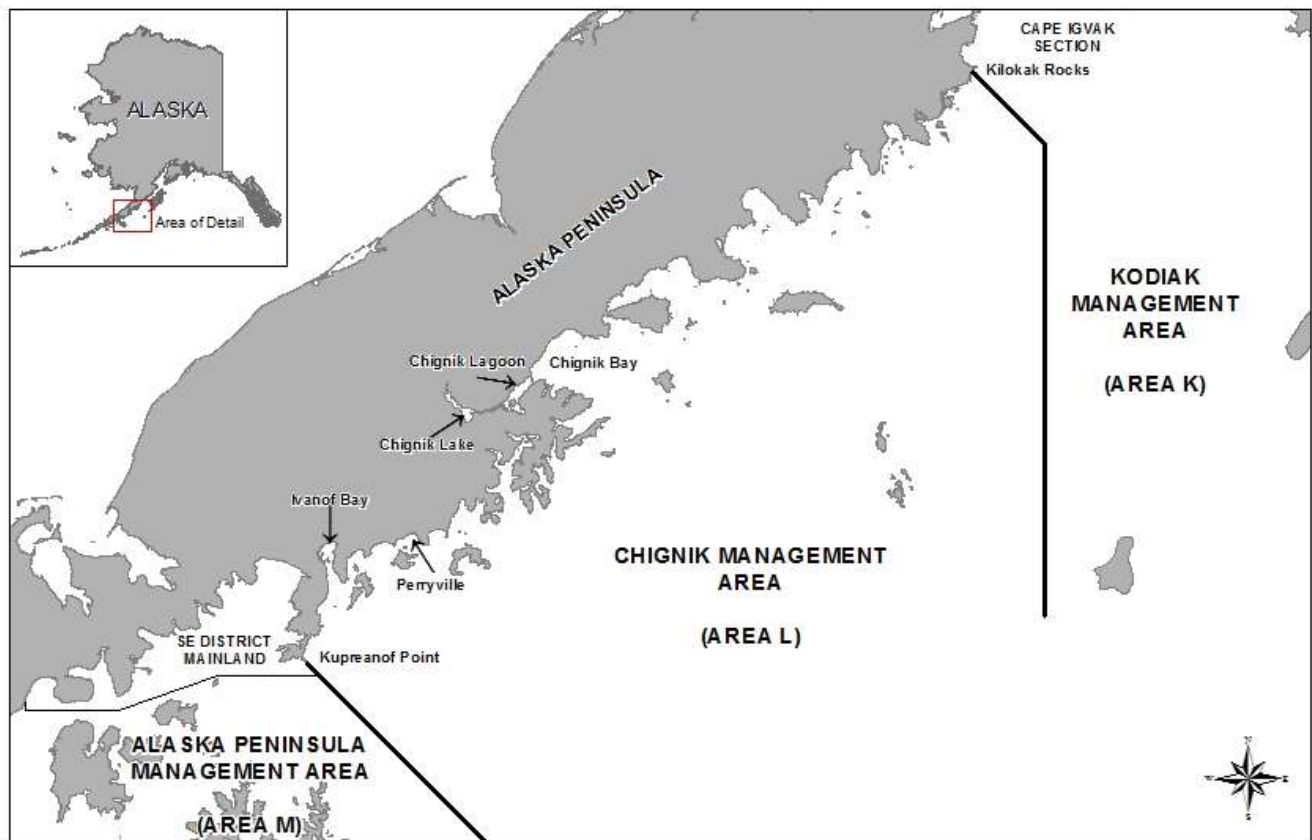 ALASKA
Area of Detail
CAPE IGVAK
SECTION
Kilokak Rocks
ALASKA PENINSULA
KODIAK
MANAGEMENT
AREA
(AREA K)
Chignik Lagoon
Chignik Bay
Chignik Lake
Ivanof Bay
Perryville
CHIGNIK MANAGEMENT
AREA
(AREA L)
SE DISTRICT
MAINLAND
Kupreanof Point
ALASKA PENINSULA
MANAGEMENT AREA
(AREA M)
N
W
E
S